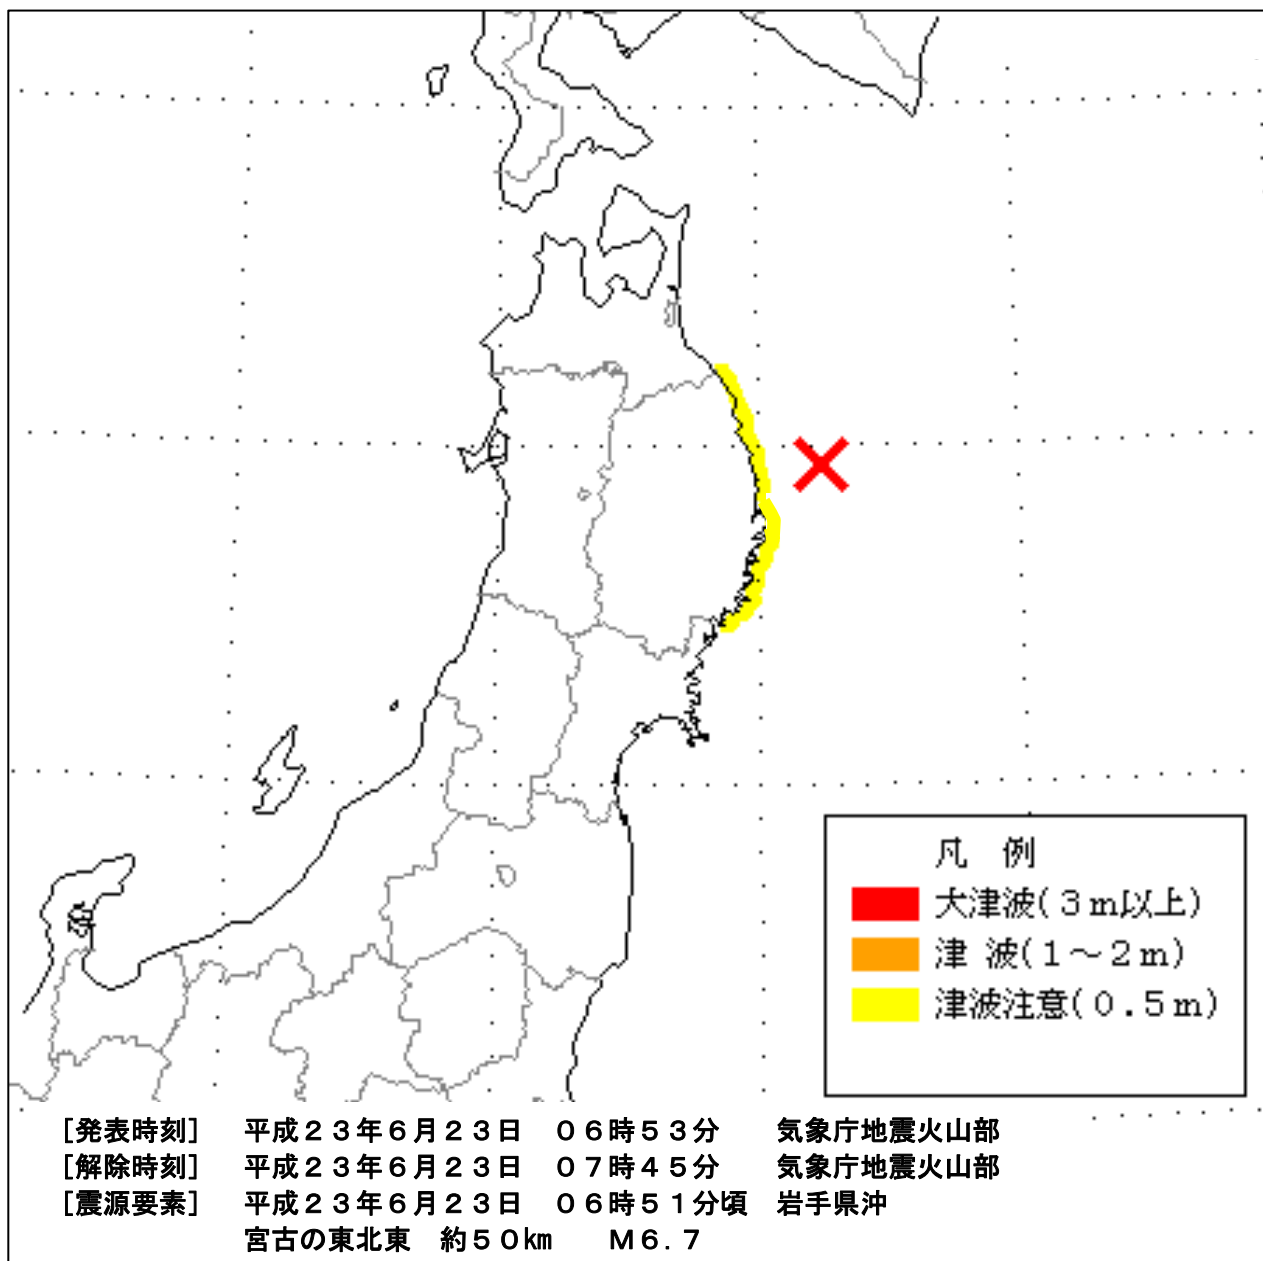 凡　例
大津波(３ｍ以上)
津 波(１～２ｍ)
津波注意(０.５ｍ)
[発表時刻]　平成２３年６月２３日　０６時５３分　　気象庁地震火山部
[解除時刻]　平成２３年６月２３日　０７時４５分　　気象庁地震火山部
[震源要素]　平成２３年６月２３日　０６時５１分頃　岩手県沖
宮古の東北東　約５０㎞　　Ｍ６.７